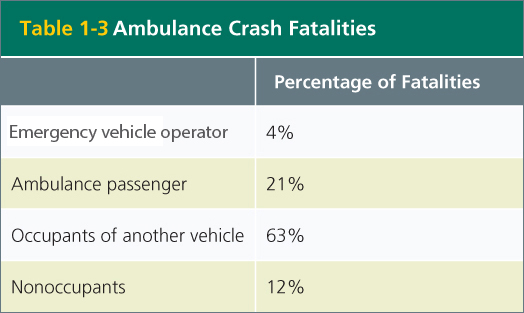 Table 1-3 Ambulance Crash Fatalities
Percentage of Fatalities
Emergency vehicle operator 4%
Ambulance passenger 21%
Occupants of another vehicle 63%
Nonoccupants 12%